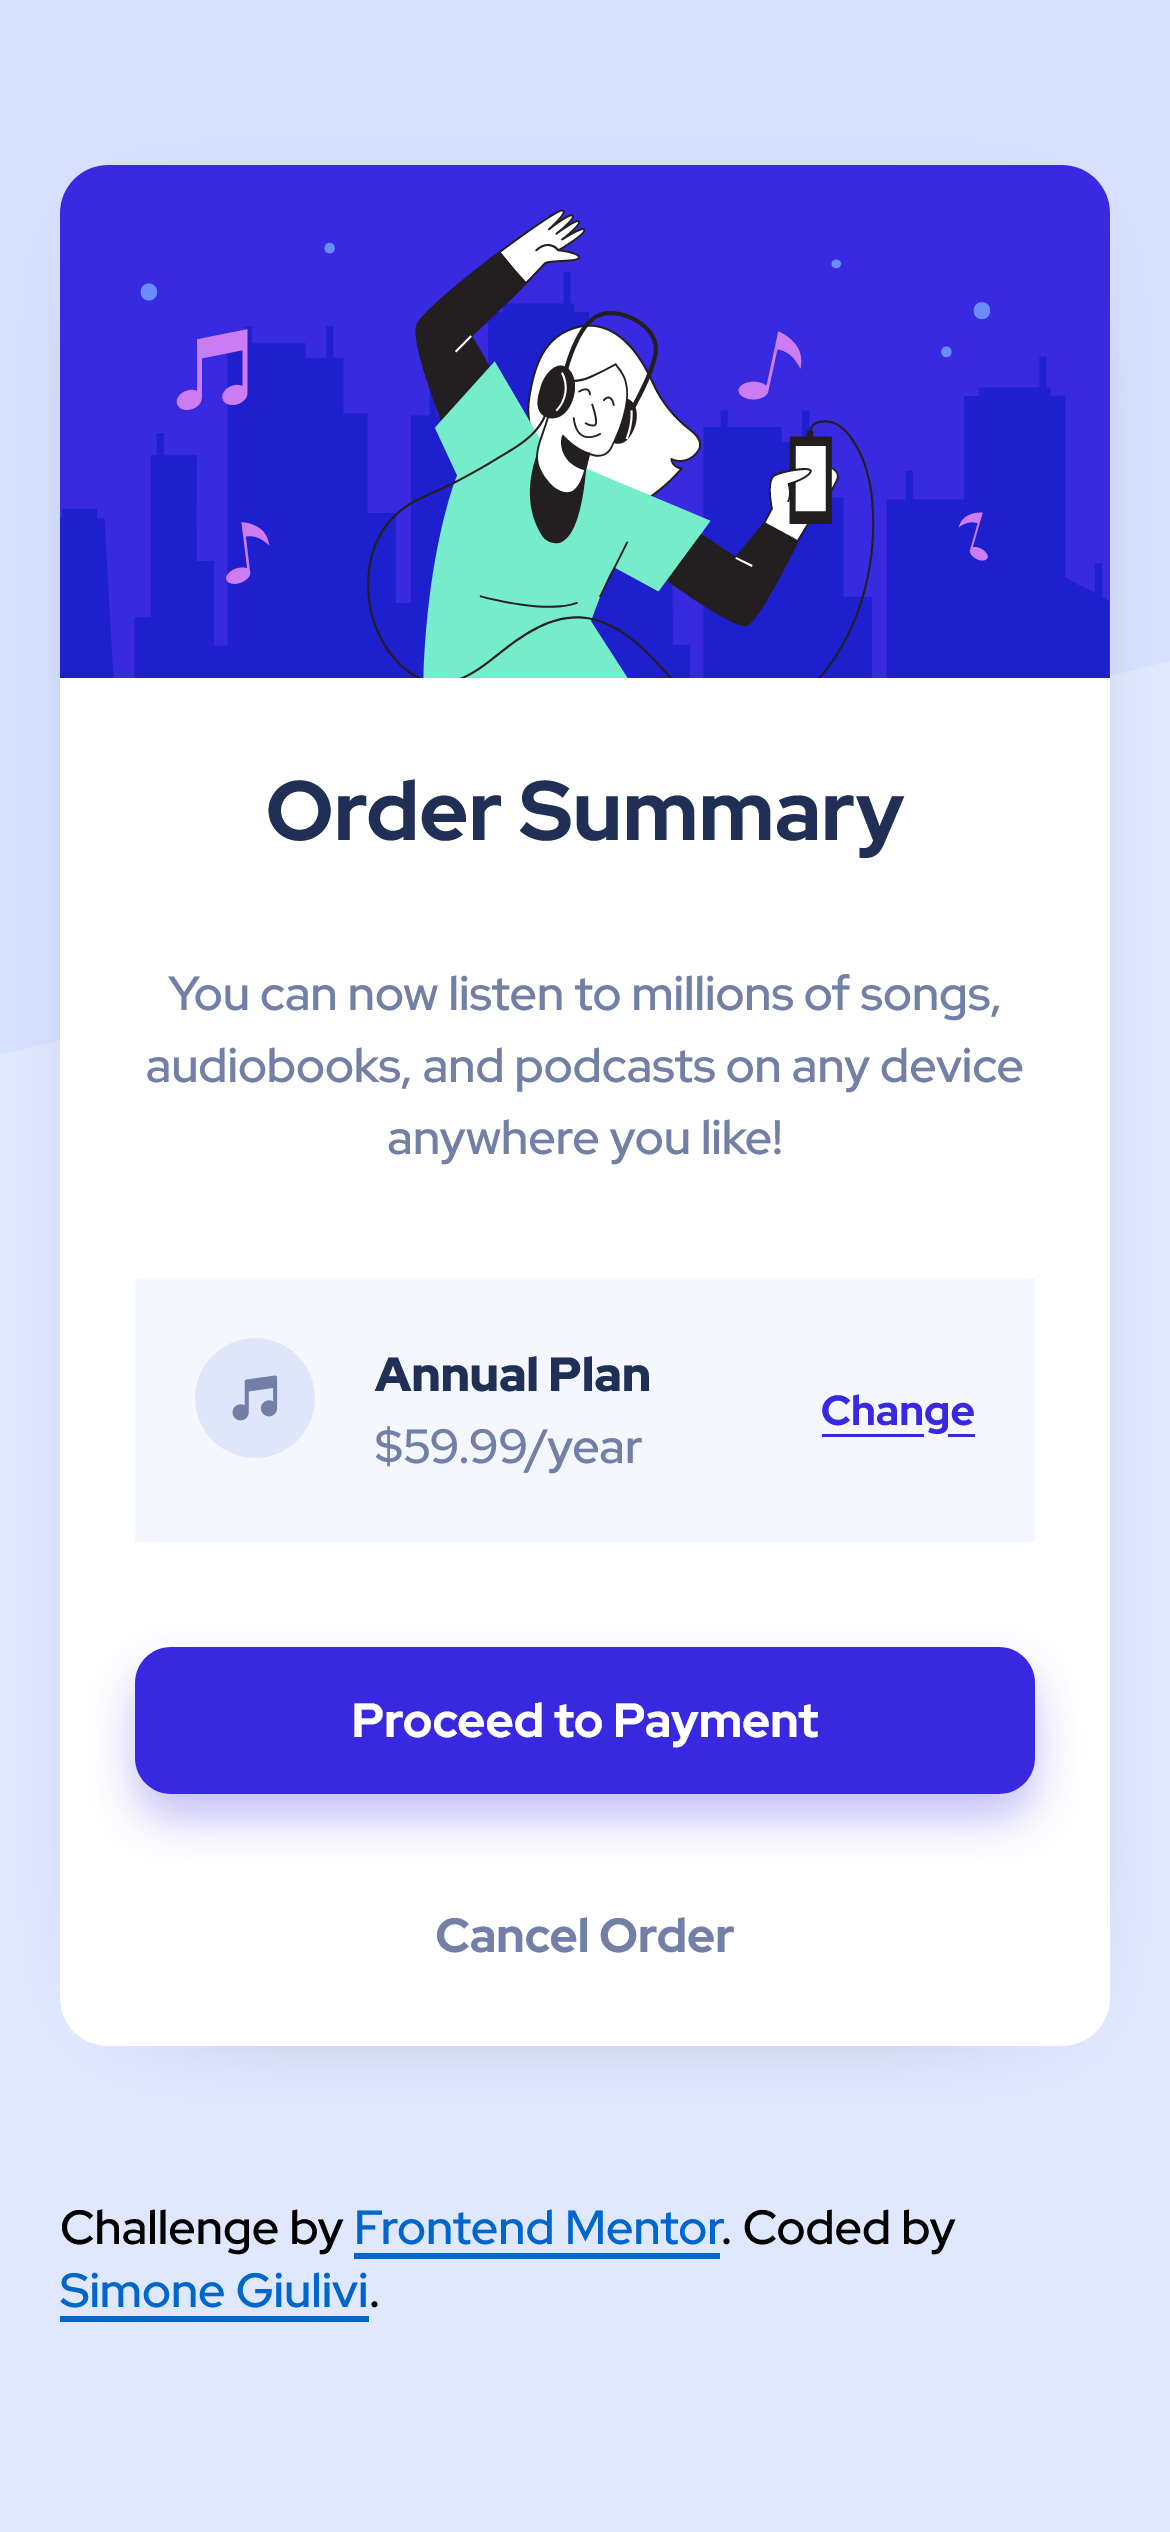 Order Summary
You can now listen to millions of songs,
audiobooks, and podcasts on any device
anywhere you like!
Annual Plan
$59.99/year
Change
Proceed to Payment
Cancel Order
Challenge by Frontend Mentor. Coded by
Simone Giulivi.